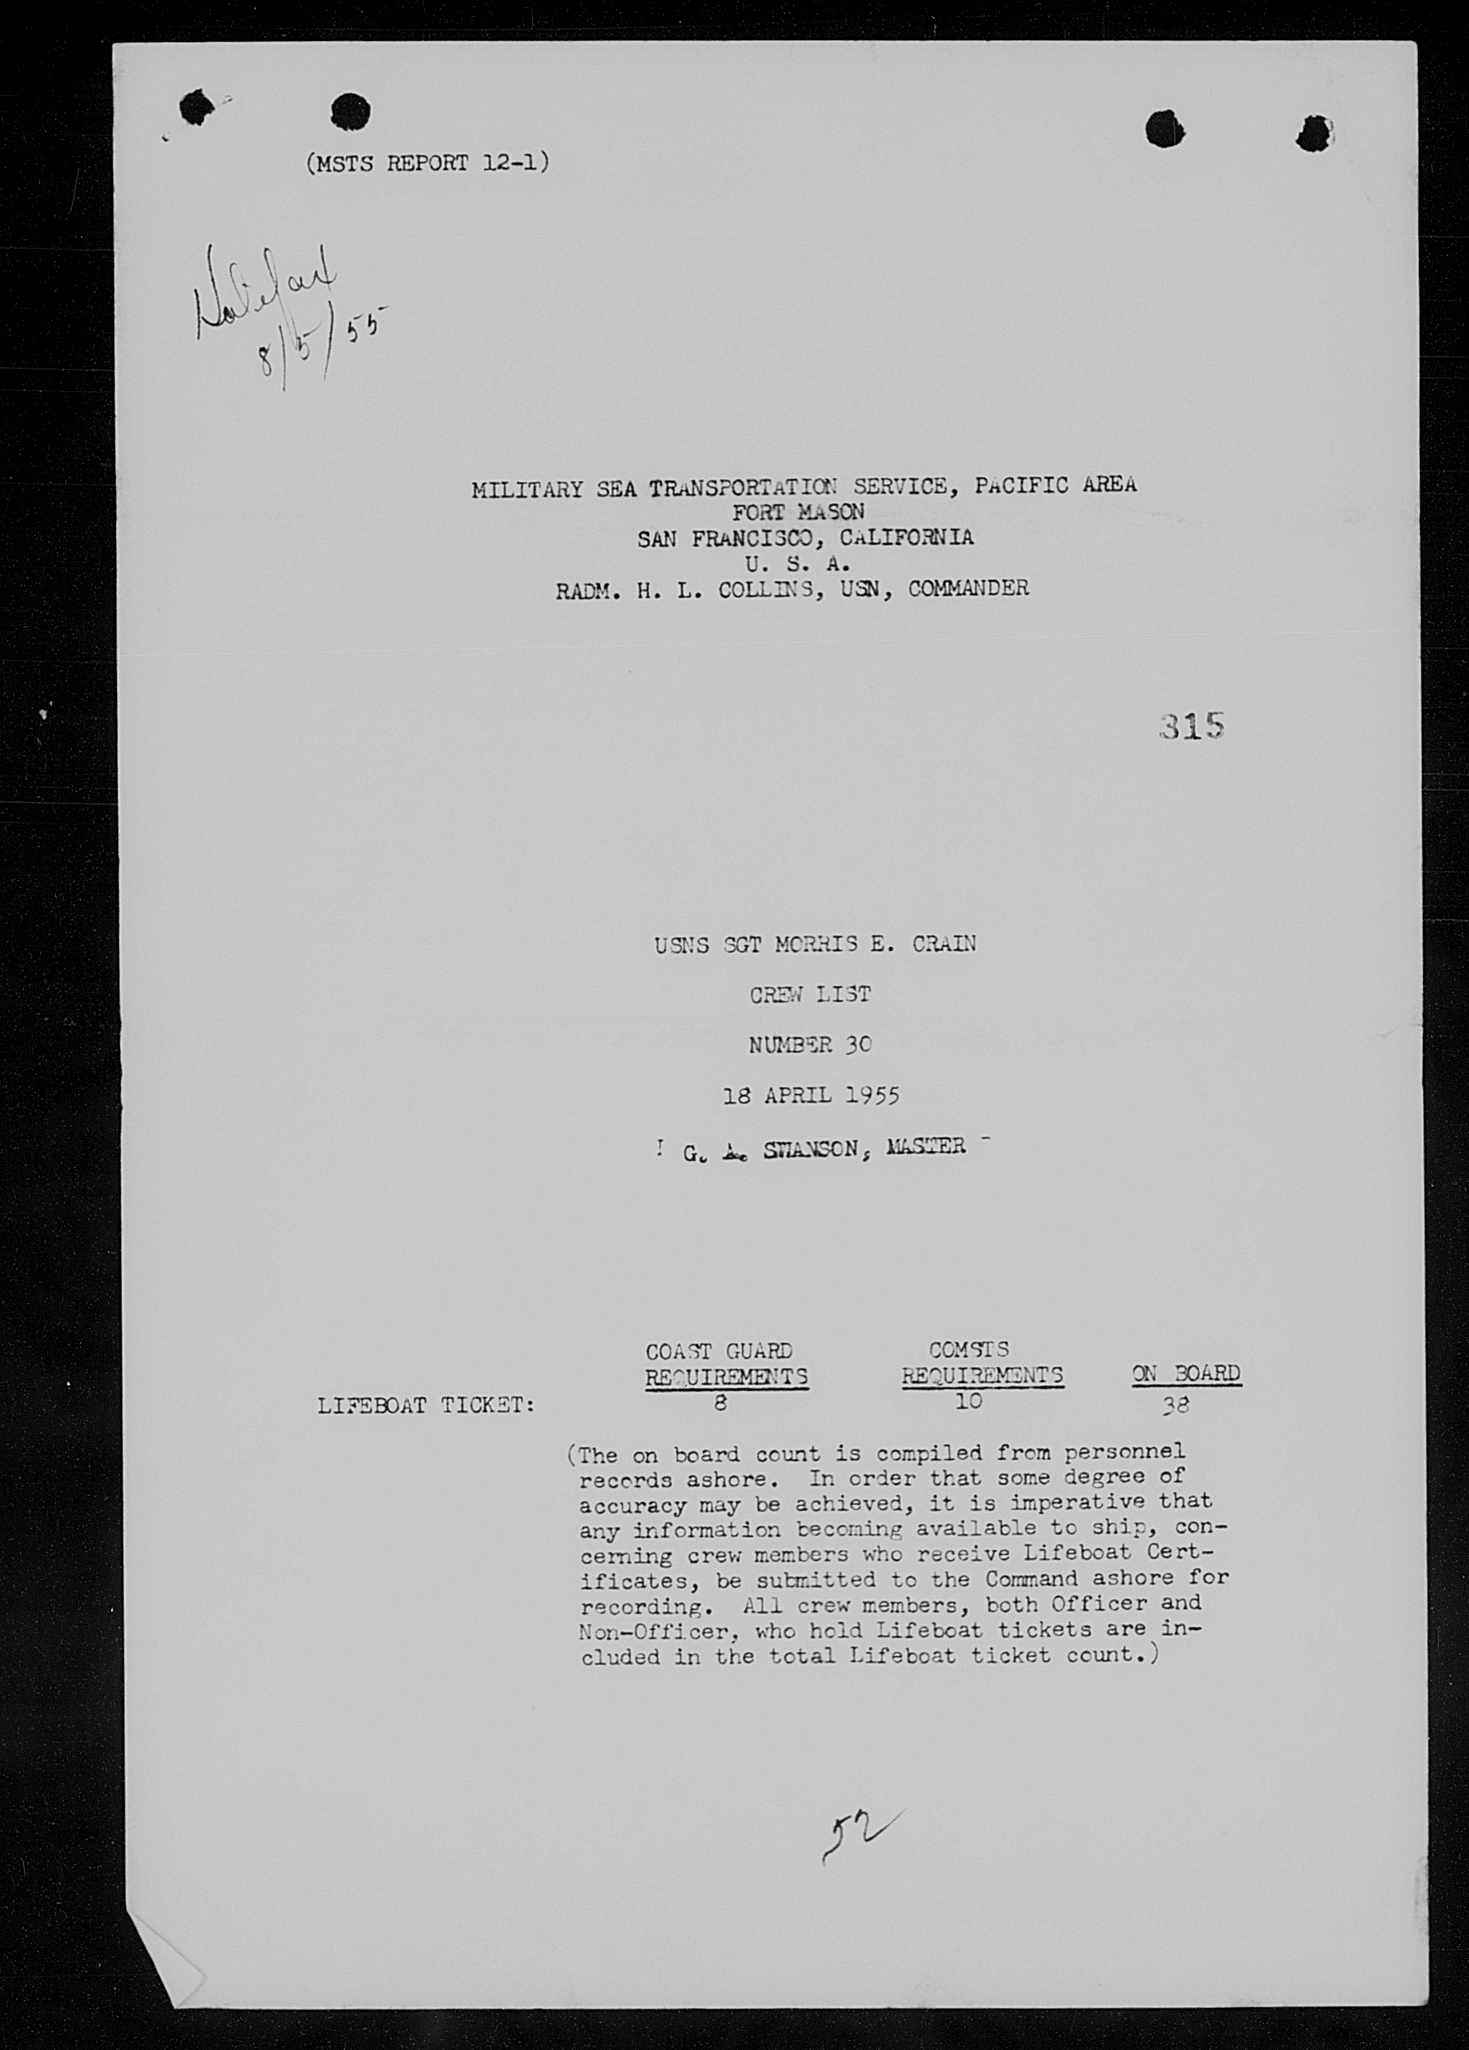 (MSTS REPORT 12-1)
Halifax
8/5/55
MILITARY SEA TRANSPORTATION SERVICE, PACIFIC AREA
FORT MASON
SAN FRANCISCO, CALIFORNIA
U. S. A.
RADM. H. L. COLLINS, USN, COMMANDER
315
USNS SGT MORRIS E. CRAIN
CREW LIST
NUMBER 30
18 APRIL 1955
G. A. SWANSON, MASTER
COAST GUARD COMSTS
REQUIREMENTS REQUIREMENTS ON BOARD
LIFEBOAT TICKET: 8 10 38
(The on board count is compiled from personnel
records ashore. In order that some degree of
accuracy may be achieved, it is imperative that
any information becoming available to ship, con-
cerning crew members who receive Lifeboat Cert-
ificates, be submitted to the Command ashore for
recording. All crew members, both Officer and
Non-Officer, who hold Lifeboat tickets are in-
cluded in the total Lifeboat ticket count.)
52